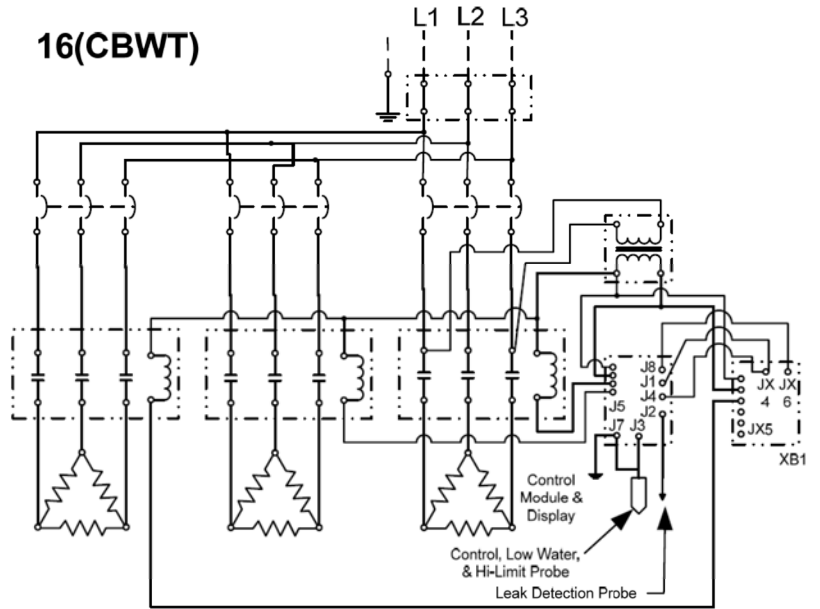 16(CBWT)
L1 L2 L3
J8
J1
J4
J5
J2
J7 J3
JX JX
4 6
JX5
XB1
Control
Module &
Display
Control, Low Water,
& Hi-Limit Probe
Leak Detection Probe